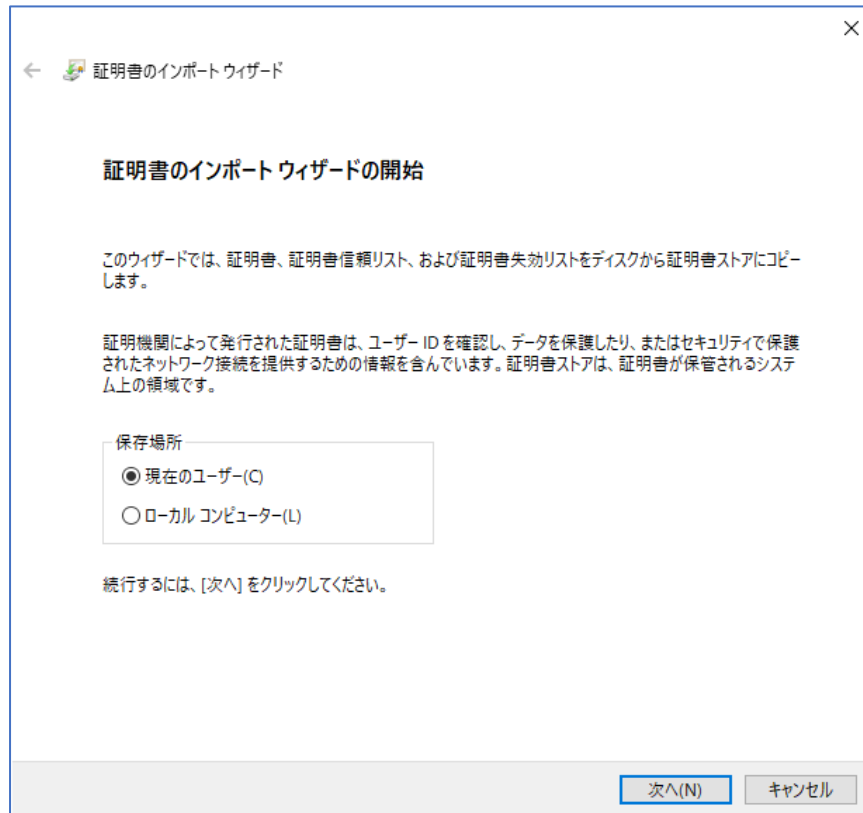 証明書のインポート ウィザード
証明書のインポート ウィザードの開始
このウィザードでは、証明書、証明書信頼リスト、および証明書失効リストをディスクから証明書ストアにコピー
します。
証明機関によって発行された証明書は、ユーザー ID を確認し、データを保護したり、またはセキュリティで保護
されたネットワーク接続を提供するための情報を含んでいます。証明書ストアは、証明書が保管されるシステ
ム上の領域です。
保存場所
現在のユーザー(C)
ローカル コンピューター(L)
続行するには、[次へ] をクリックしてください。
次へ(N)
キャンセル